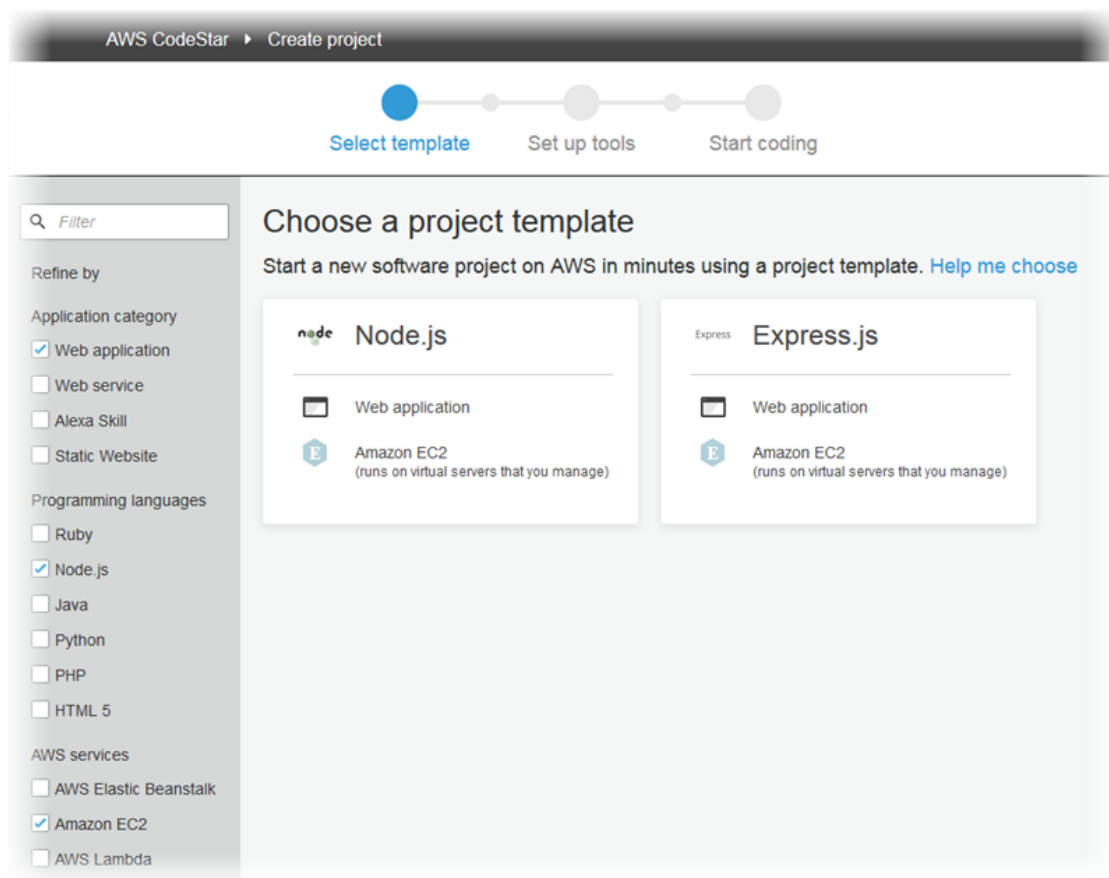 AWS CodeStar ▸ Create project
Select template
Set up tools
Start coding
Filter
Refine by
Application category
Web application
Web service
Alexa Skill
Static Website
Programming languages
Ruby
Node.js
Java
Python
PHP
HTML 5
AWS services
AWS Elastic Beanstalk
Amazon EC2
AWS Lambda
Choose a project template
Start a new software project on AWS in minutes using a project template. Help me choose
node Node.js
Web application
E Amazon EC2
(runs on virtual servers that you manage)
Express Express.js
Web application
E Amazon EC2
(runs on virtual servers that you manage)